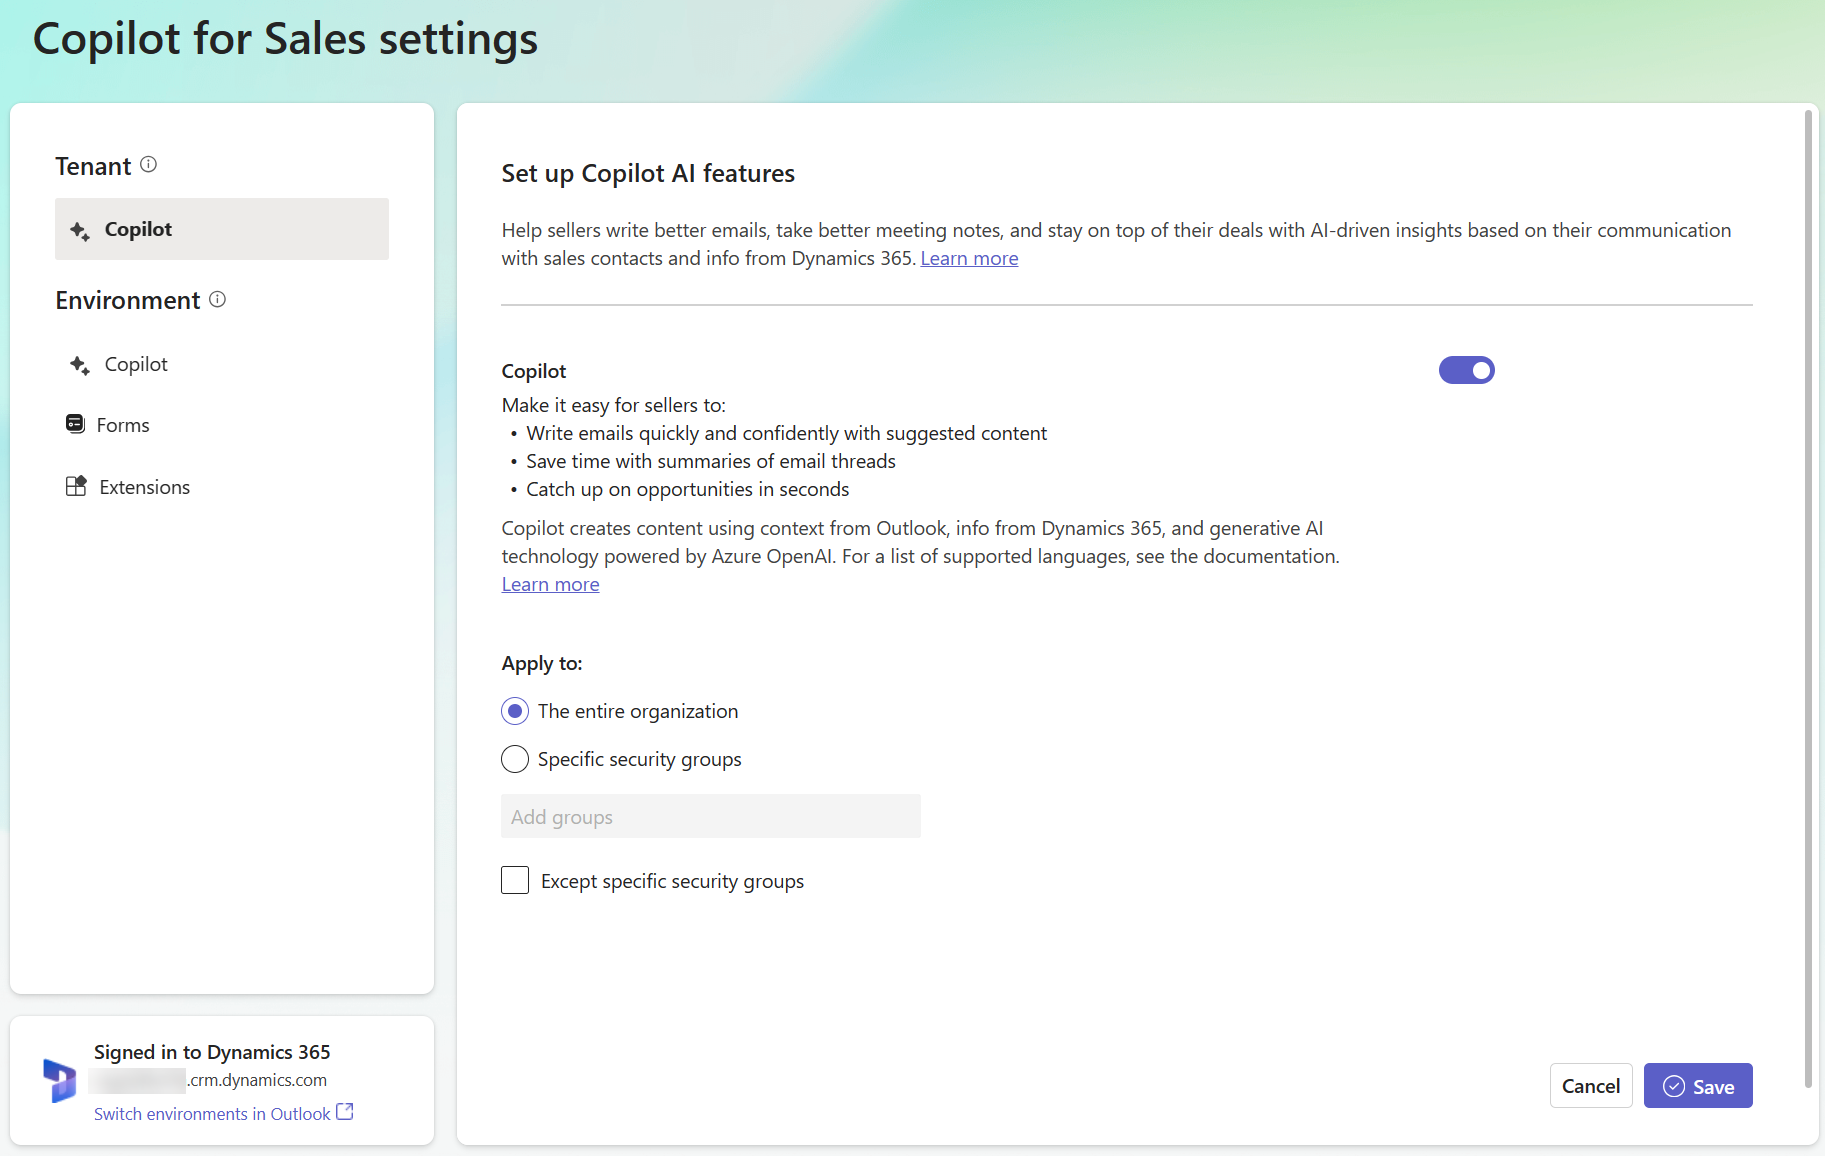 Copilot for Sales settings
Tenant
Copilot
Environment
Copilot
Forms
Extensions
Signed in to Dynamics 365
.crm.dynamics.com
Switch environments in Outlook
Set up Copilot AI features
Help sellers write better emails, take better meeting notes, and stay on top of their deals with AI-driven insights based on their communication
with sales contacts and info from Dynamics 365. Learn more
Copilot
Make it easy for sellers to:
• Write emails quickly and confidently with suggested content
• Save time with summaries of email threads
• Catch up on opportunities in seconds
Copilot creates content using context from Outlook, info from Dynamics 365, and generative AI
technology powered by Azure OpenAI. For a list of supported languages, see the documentation.
Learn more
Apply to:
The entire organization
Specific security groups
Add groups
Except specific security groups
Cancel
Save